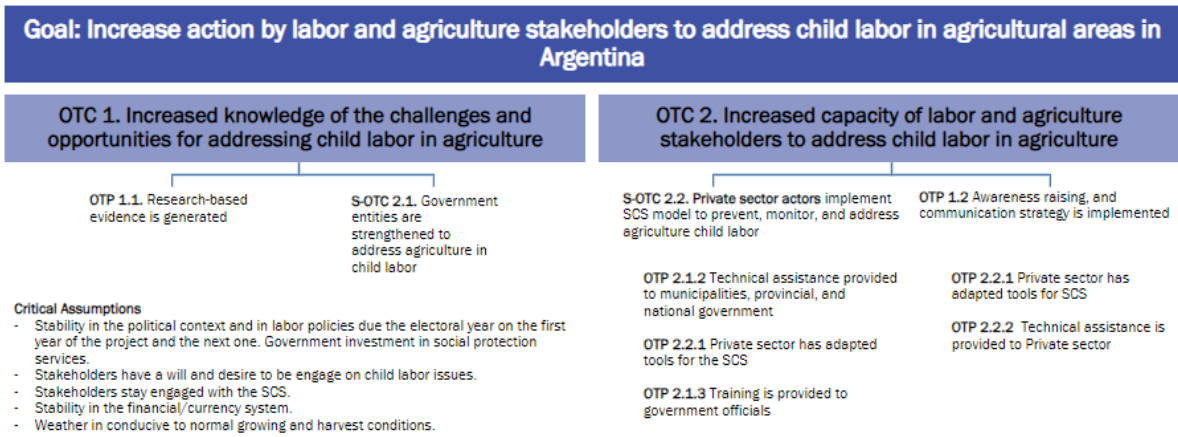 Goal: Increase action by labor and agriculture stakeholders to address child labor in agricultural areas in
Argentina
OTC 1. Increased knowledge of the challenges and
opportunities for addressing child labor in agriculture
OTP 1.1. Research-based
evidence is generated
S-OTC 2.1. Government
entities are
strengthened to
address agriculture in
child labor
OTC 2. Increased capacity of labor and agriculture
stakeholders to address child labor in agriculture
S-OTC 2.2. Private sector actors implement
SCS model to prevent, monitor, and address
agriculture child labor
OTP 1.2 Awareness raising, and
communication strategy is implemented
OTP 2.1.2 Technical assistance provided
to municipalities, provincial, and
national government
OTP 2.2.1 Private sector has adapted
tools for the SCS
OTP 2.1.3 Training is provided to
government officials
OTP 2.2.1 Private sector has
adapted tools for SCS
OTP 2.2.2 Technical assistance is
provided to Private sector
Critical Assumptions
- Stability in the political context and in labor policies due the electoral year on the first
year of the project and the next one. Government investment in social protection
services.
- Stakeholders have a will and desire to be engage on child labor issues.
- Stakeholders stay engaged with the SCS.
- Stability in the financial/currency system.
- Weather in conducive to normal growing and harvest conditions.